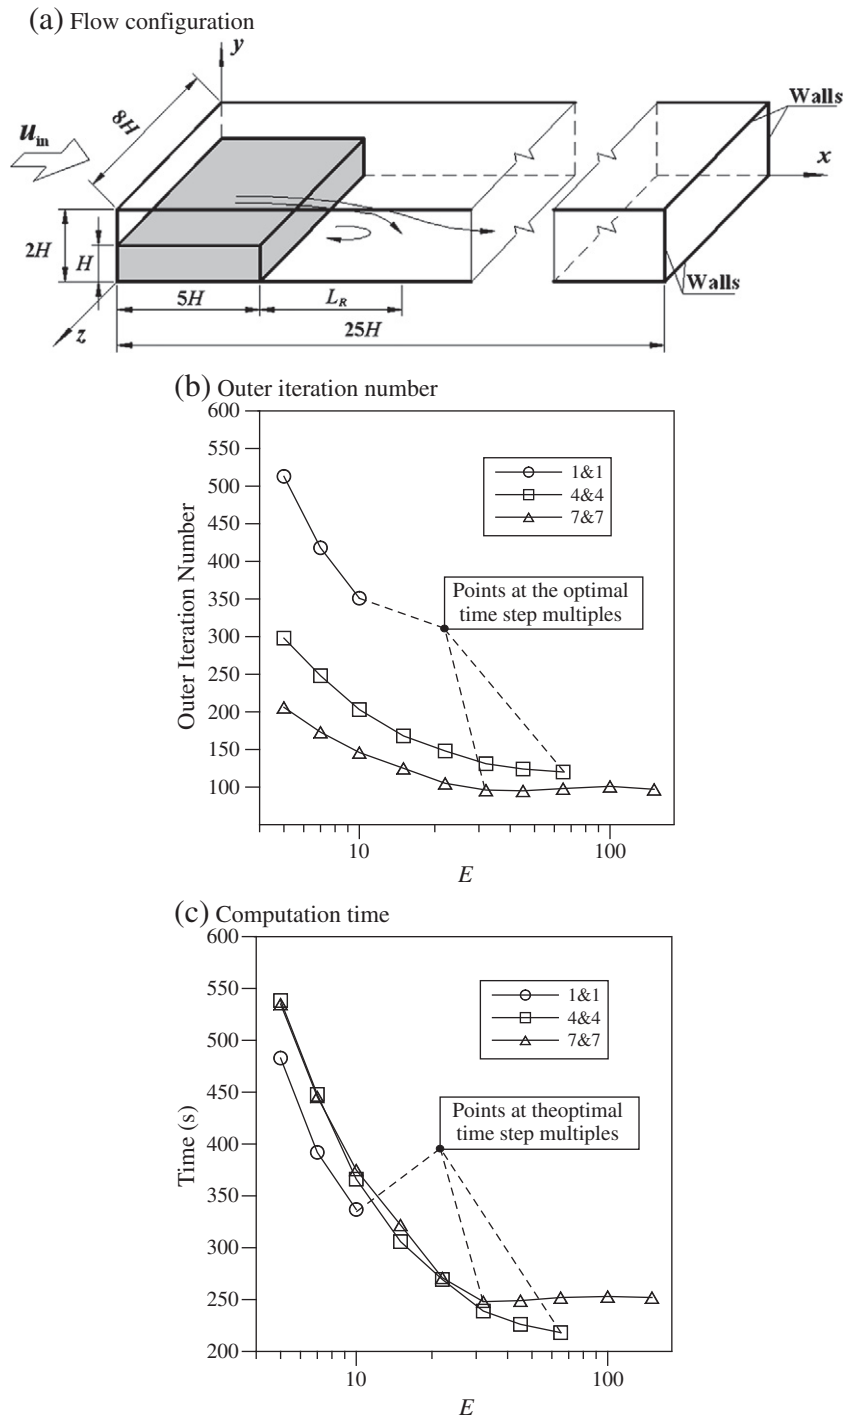 (a) Flow configuration
y
8H
Walls
u_in
x
2H
H
Walls
5H
L_R
z
25H
(b) Outer iteration number
600
550
500
450
400
350
300
250
200
150
100
Outer Iteration Number
1&1
4&4
7&7
Points at the optimal
time step multiples
10
100
E
(c) Computation time
600
550
500
450
400
350
300
250
200
Time (s)
1&1
4&4
7&7
Points at theoptimal
time step multiples
10
100
E